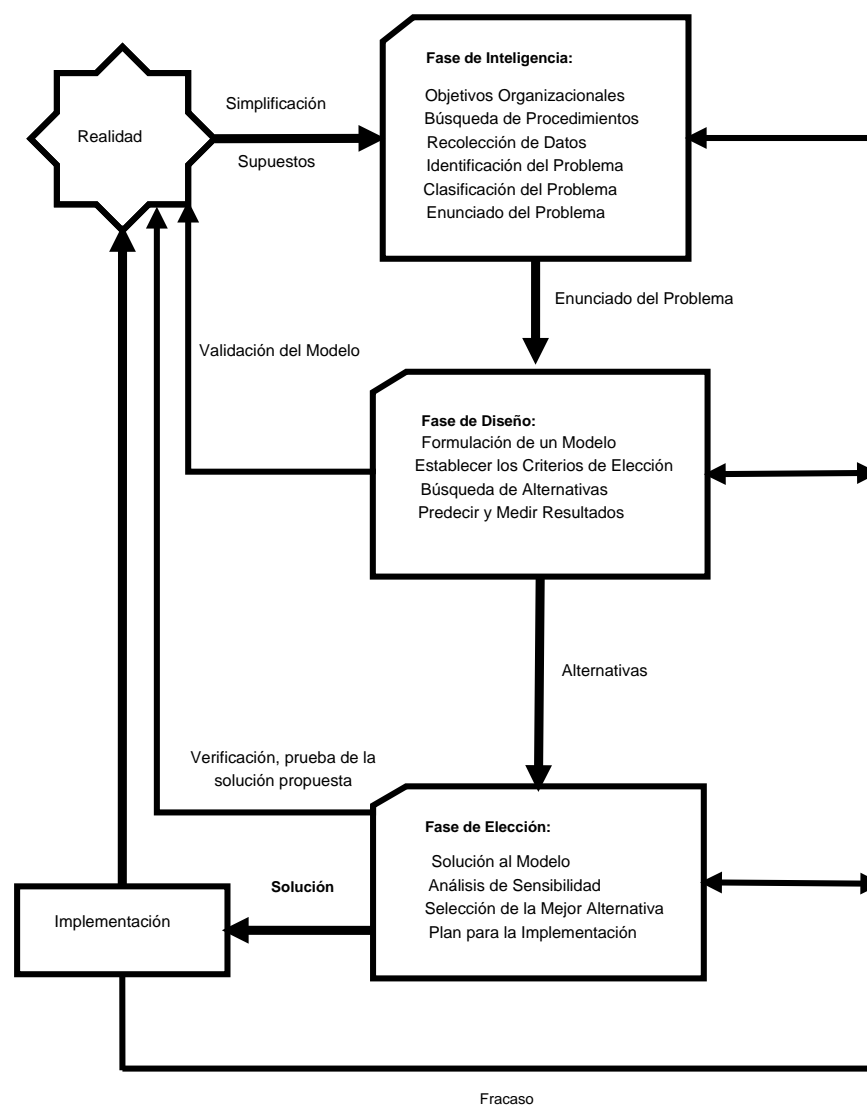 Realidad
Simplificación
Supuestos
Fase de Inteligencia:
Objetivos Organizacionales
Búsqueda de Procedimientos
Recolección de Datos
Identificación del Problema
Clasificación del Problema
Enunciado del Problema
Enunciado del Problema
Validación del Modelo
Fase de Diseño:
Formulación de un Modelo
Establecer los Criterios de Elección
Búsqueda de Alternativas
Predecir y Medir Resultados
Alternativas
Verificación, prueba de la
solución propuesta
Fase de Elección:
Solución al Modelo
Análisis de Sensibilidad
Selección de la Mejor Alternativa
Plan para la Implementación
Solución
Implementación
Fracaso